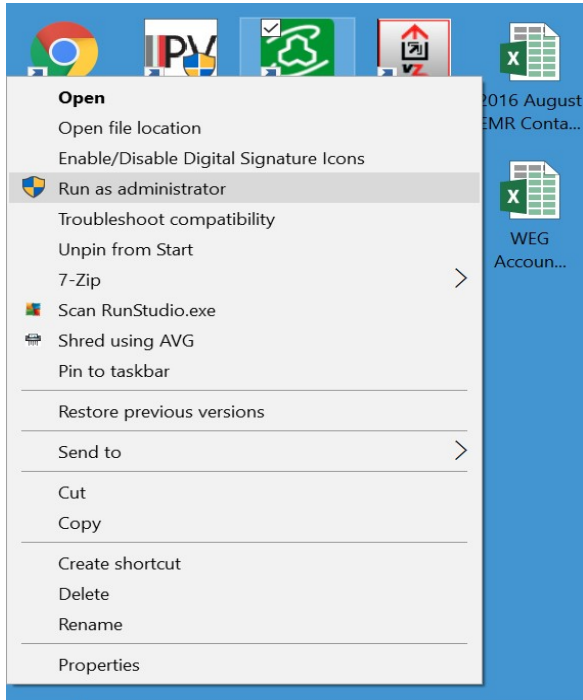 PV
2016 August
EMR Conta...
WEG
Accoun...
Open
Open file location
Enable/Disable Digital Signature Icons
Run as administrator
Troubleshoot compatibility
Unpin from Start
7-Zip
Scan RunStudio.exe
Shred using AVG
Pin to taskbar
Restore previous versions
Send to
Cut
Copy
Create shortcut
Delete
Rename
Properties